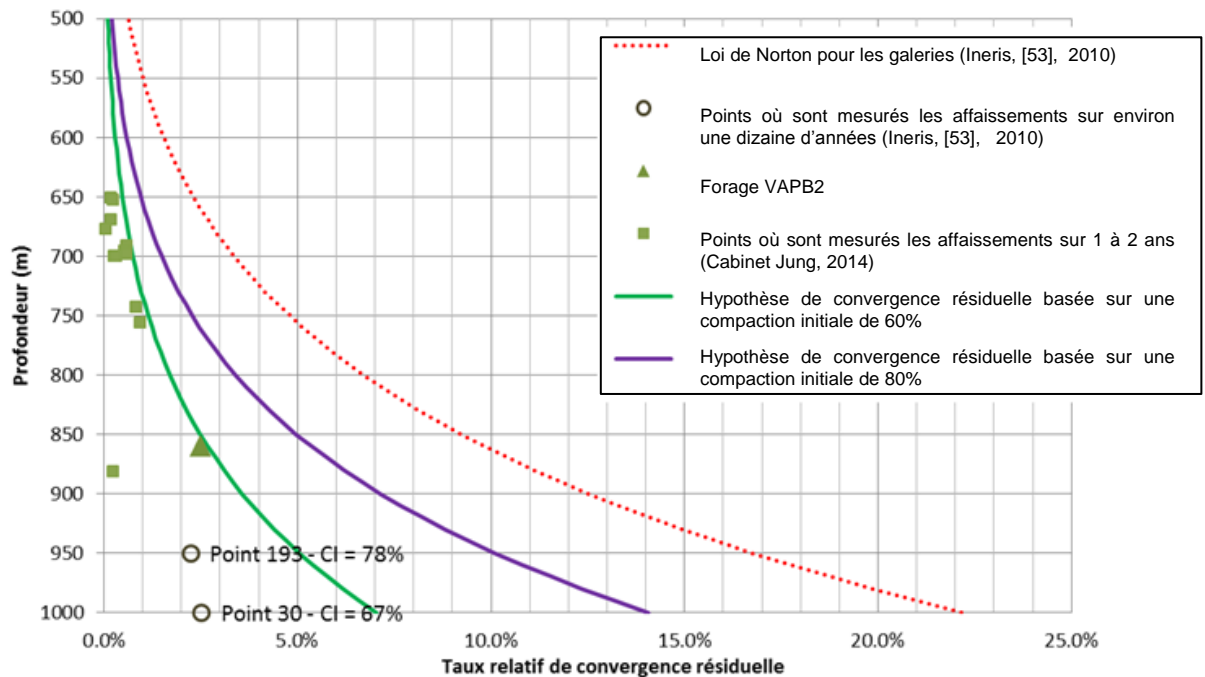 500
550
600
650
700
750
800
850
900
950
1000
Profondeur (m)
Loi de Norton pour les galeries (Ineris, [53], 2010)
Points où sont mesurés les affaissements sur environ
une dizaine d'années (Ineris, [53], 2010)
Forage VAPB2
Points où sont mesurés les affaissements sur 1 à 2 ans
(Cabinet Jung, 2014)
Hypothèse de convergence résiduelle basée sur une
compaction initiale de 60%
Hypothèse de convergence résiduelle basée sur une
compaction initiale de 80%
Point 193 - CI = 78%
Point 30 - CI = 67%
0.0% 5.0% 10.0% 15.0% 20.0% 25.0%
Taux relatif de convergence résiduelle